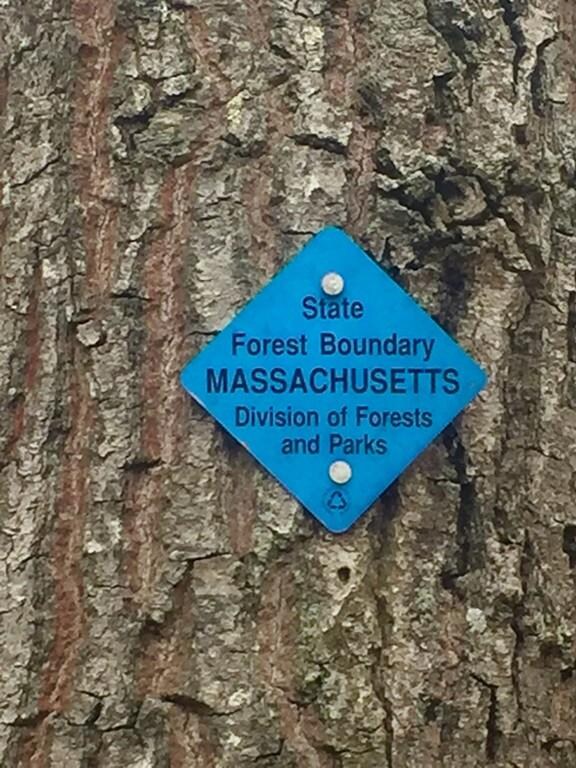 State
Forest Boundary
MASSACHUSETTS
Division of Forests
and Parks